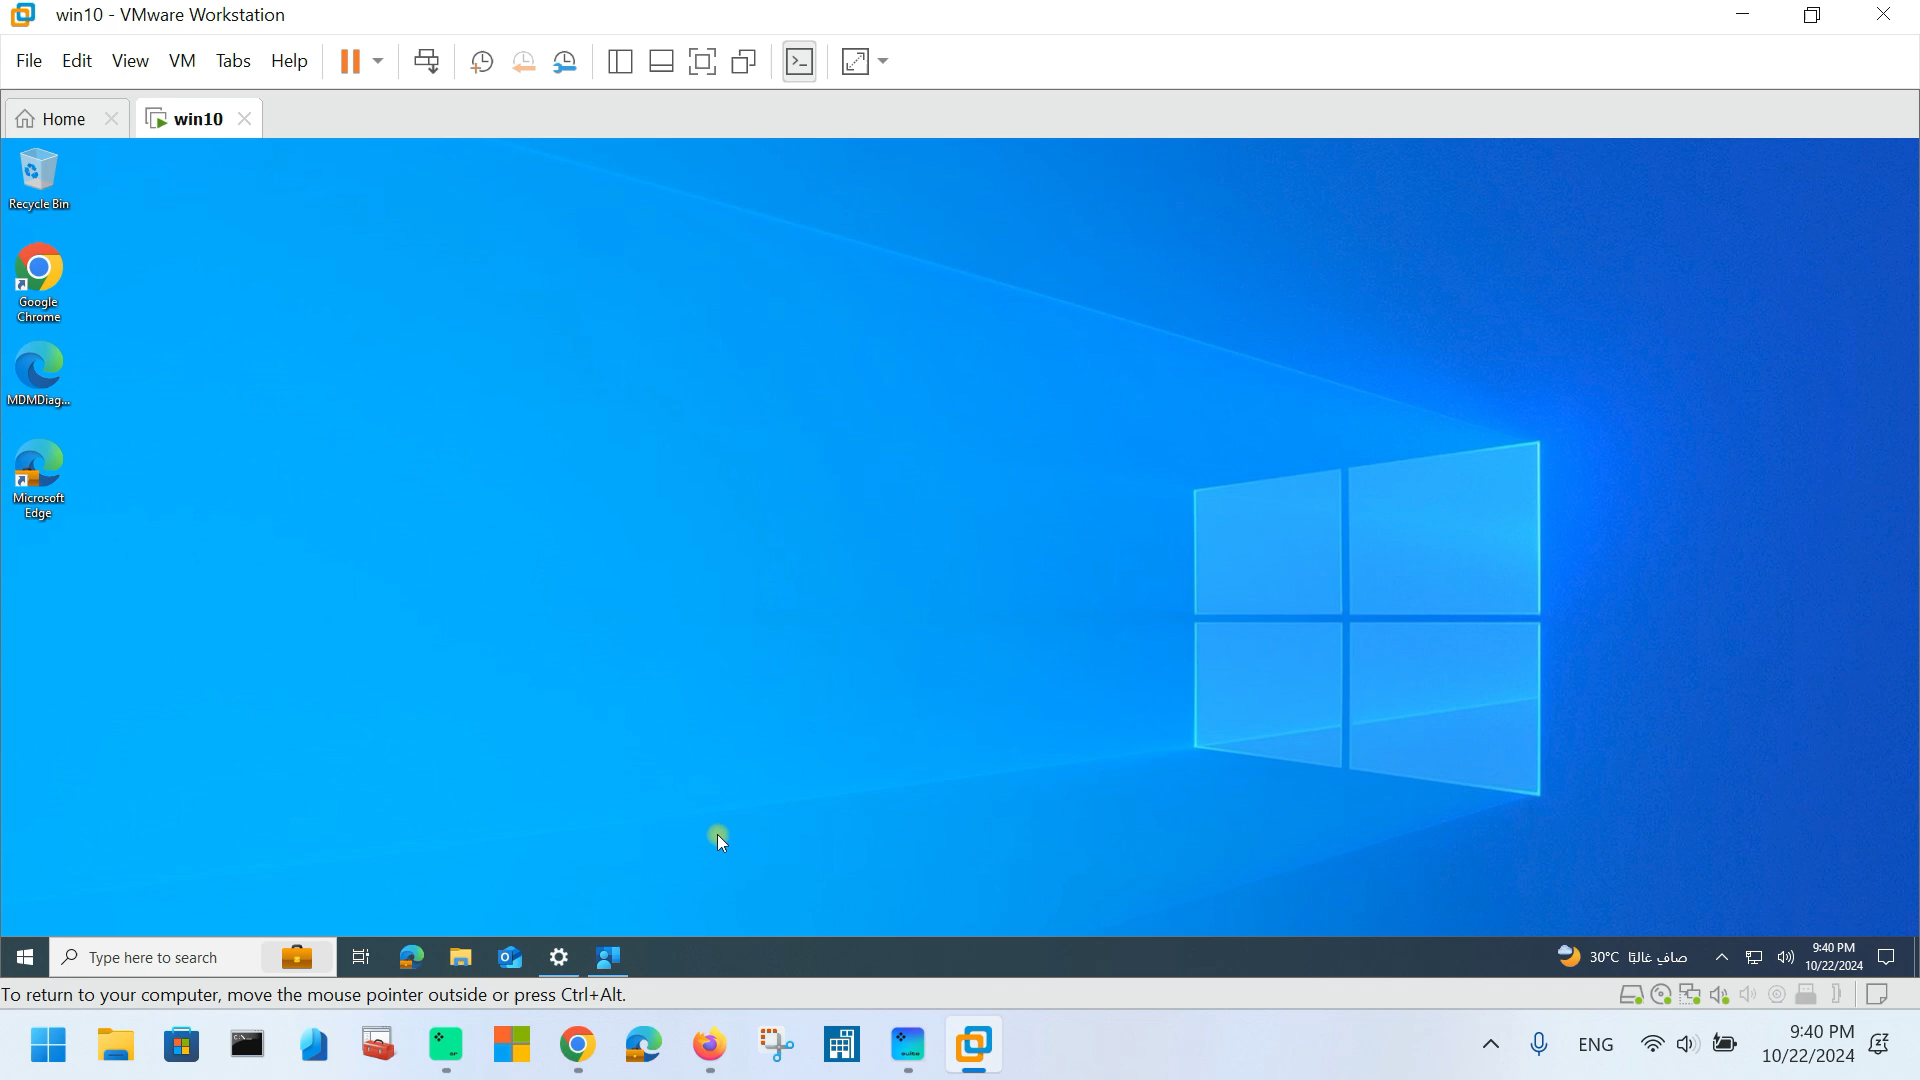 win10 - VMware Workstation
File Edit View VM Tabs Help
Home win10
Recycle Bin
Google
Chrome
MDMDiag...
Microsoft
Edge
Type here to search
30°C صافٍ غالبًا
9:40 PM
10/22/2024
To return to your computer, move the mouse pointer outside or press Ctrl+Alt.
ENG
9:40 PM
10/22/2024